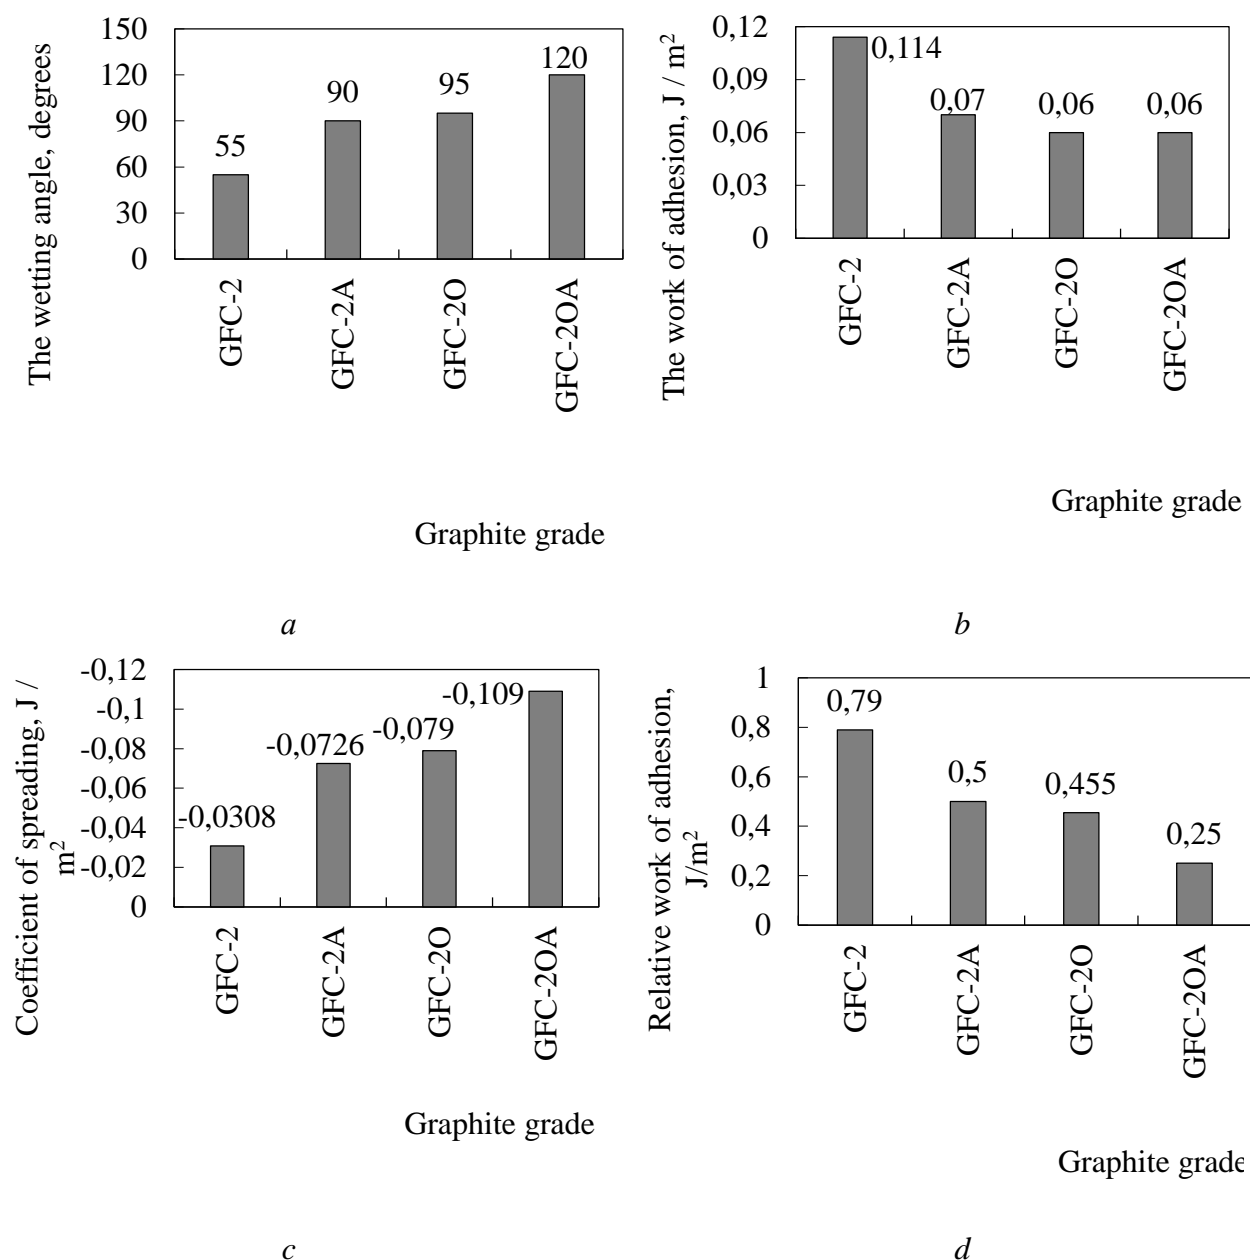 The wetting angle, degrees
150
120
90
60
30
0
55
90
95
120
GFC-2
GFC-2A
GFC-2O
GFC-2OA
Graphite grade
a
The work of adhesion, J / m²
0,12
0,09
0,06
0,03
0
0,114
0,07
0,06
0,06
GFC-2
GFC-2A
GFC-2O
GFC-2OA
Graphite grade
b
Coefficient of spreading, J /
m²
-0,12
-0,1
-0,08
-0,06
-0,04
-0,02
0
-0,0308
-0,0726
-0,079
-0,109
GFC-2
GFC-2A
GFC-2O
GFC-2OA
Graphite grade
c
Relative work of adhesion,
J/m²
1
0,8
0,6
0,4
0,2
0
0,79
0,5
0,455
0,25
GFC-2
GFC-2A
GFC-2O
GFC-2OA
Graphite grade
d